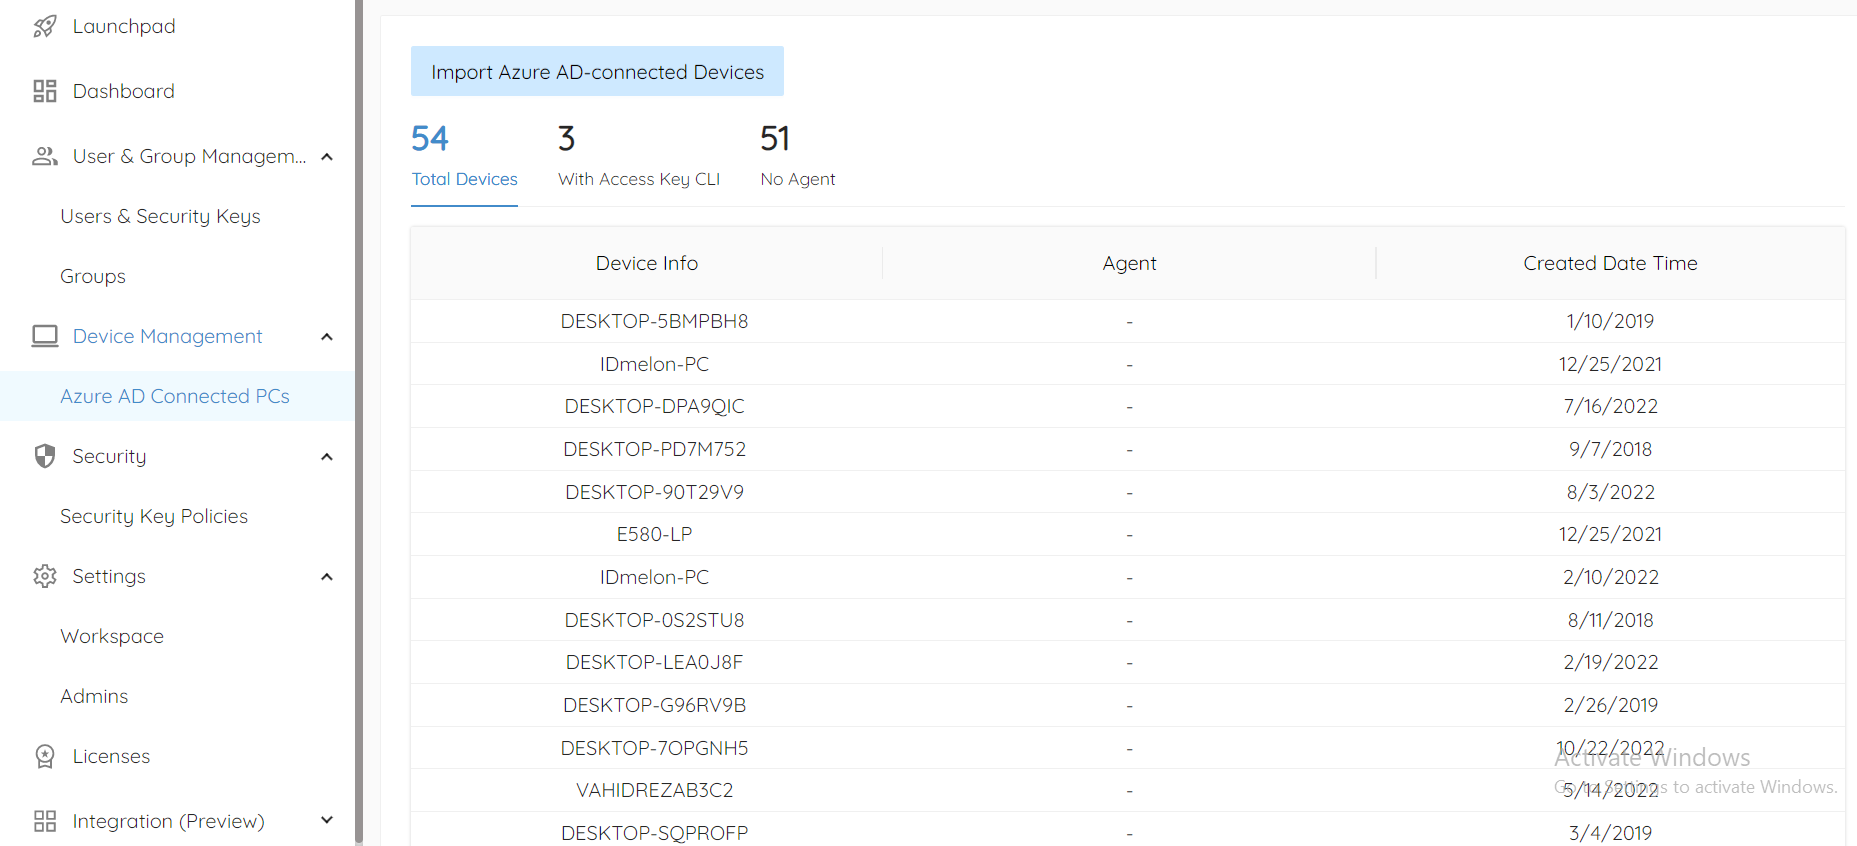 Launchpad
Dashboard
User & Group Managem...
Users & Security Keys
Groups
Device Management
Azure AD Connected PCs
Security
Security Key Policies
Settings
Workspace
Admins
Licenses
Integration (Preview)
Import Azure AD-connected Devices
54 3 51
Total Devices With Access Key CLI No Agent
Device Info Agent Created Date Time
DESKTOP-5BMPBH8 - 1/10/2019
IDmelon-PC - 12/25/2021
DESKTOP-DPA9QIC - 7/16/2022
DESKTOP-PD7M752 - 9/7/2018
DESKTOP-90T29V9 - 8/3/2022
E580-LP - 12/25/2021
IDmelon-PC - 2/10/2022
DESKTOP-0S2STU8 - 8/11/2018
DESKTOP-LEA0J8F - 2/19/2022
DESKTOP-G96RV9B - 2/26/2019
DESKTOP-7OPGNH5 - 10/22/2022
Activate Windows
VAHIDREZAB3C2 - 5/14/2022
Go to Settings to activate Windows.
DESKTOP-SQPROFP - 3/4/2019